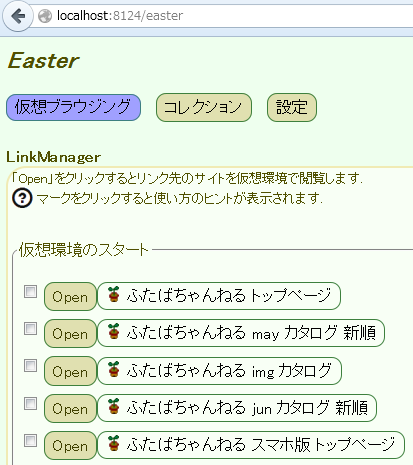 localhost:8124/easter
Easter
仮想ブラウジング コレクション 設定
LinkManager
「Open」をクリックするとリンク先のサイトを仮想環境で閲覧します.
? マークをクリックすると使い方のヒントが表示されます.
仮想環境のスタート
Open ふたばちゃんねる トップページ
Open ふたばちゃんねる may カタログ 新順
Open ふたばちゃんねる img カタログ
Open ふたばちゃんねる jun カタログ 新順
Open ふたばちゃんねる スマホ版 トップページ